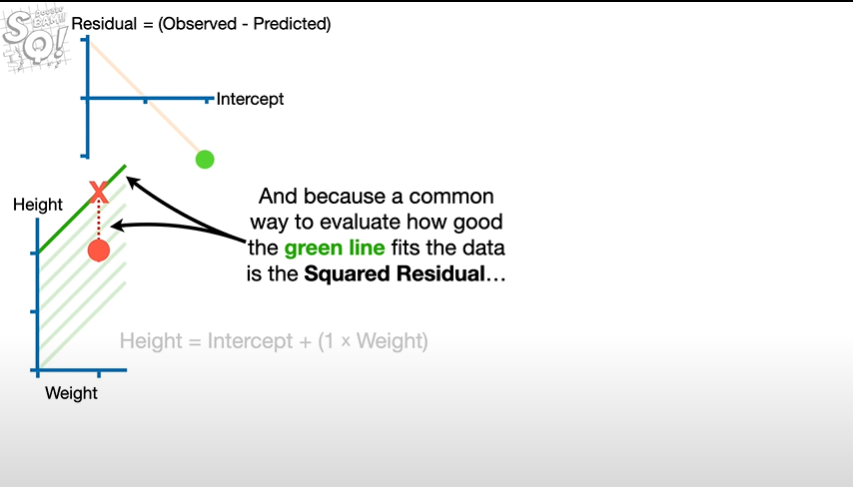 Residual = (Observed - Predicted)
Intercept
Height
And because a common
way to evaluate how good
the green line fits the data
is the Squared Residual...
Height = Intercept + (1 × Weight)
Weight